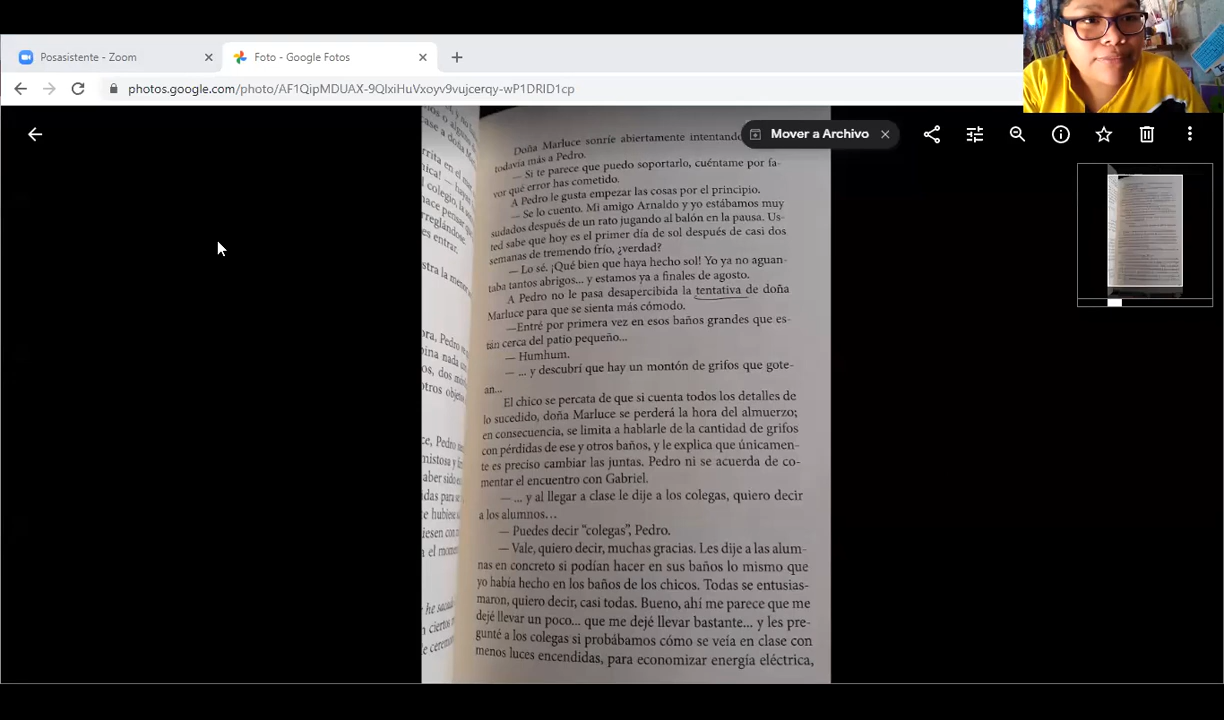 Posasistente - Zoom
Foto - Google Fotos
photos.google.com/photo/AF1QipMDUAX-9QlxiHuVxoyv9vujcerqy-wP1DRID1cp
Mover a Archivo
Doña Marluce sonríe abiertamente intentando
todavía más a Pedro.
— Si te parece que puedo soportarlo, cuéntame por fa-
vor qué error has cometido.
A Pedro le gusta empezar las cosas por el principio.
— Se lo cuento. Mi amigo Arnaldo y yo estábamos muy
sudados después de un rato jugando al balón en la pausa. Us-
ted sabe que hoy es el primer día de sol después de casi dos
semanas de tremendo frío, ¿verdad?
— Lo sé. ¡Qué bien que haya hecho sol! Yo ya no aguan-
taba tantos abrigos... y estamos ya a finales de agosto.
A Pedro no le pasa desapercibida la tentativa de doña
Marluce para que se sienta más cómodo.
—Entré por primera vez en esos baños grandes que es-
tán cerca del patio pequeño...
— Humhum.
— ... y descubrí que hay un montón de grifos que gote-
an...
El chico se percata de que si cuenta todos los detalles de
lo sucedido, doña Marluce se perderá la hora del almuerzo;
en consecuencia, se limita a hablarle de la cantidad de grifos
con pérdidas de ese y otros baños, y le explica que únicamen-
te es preciso cambiar las juntas. Pedro ni se acuerda de co-
mentar el encuentro con Gabriel.
— ... y al llegar a clase le dije a los colegas, quiero decir
a los alumnos...
— Puedes decir “colegas”, Pedro.
— Vale, quiero decir, muchas gracias. Les dije a las alum-
nas en concreto si podían hacer en sus baños lo mismo que
yo había hecho en los baños de los chicos. Todas se entusias-
maron, quiero decir, casi todas. Bueno, ahí me parece que me
dejé llevar un poco... que me dejé llevar bastante... y les pre-
gunté a los colegas si probábamos cómo se veía en clase con
menos luces encendidas, para economizar energía eléctrica,